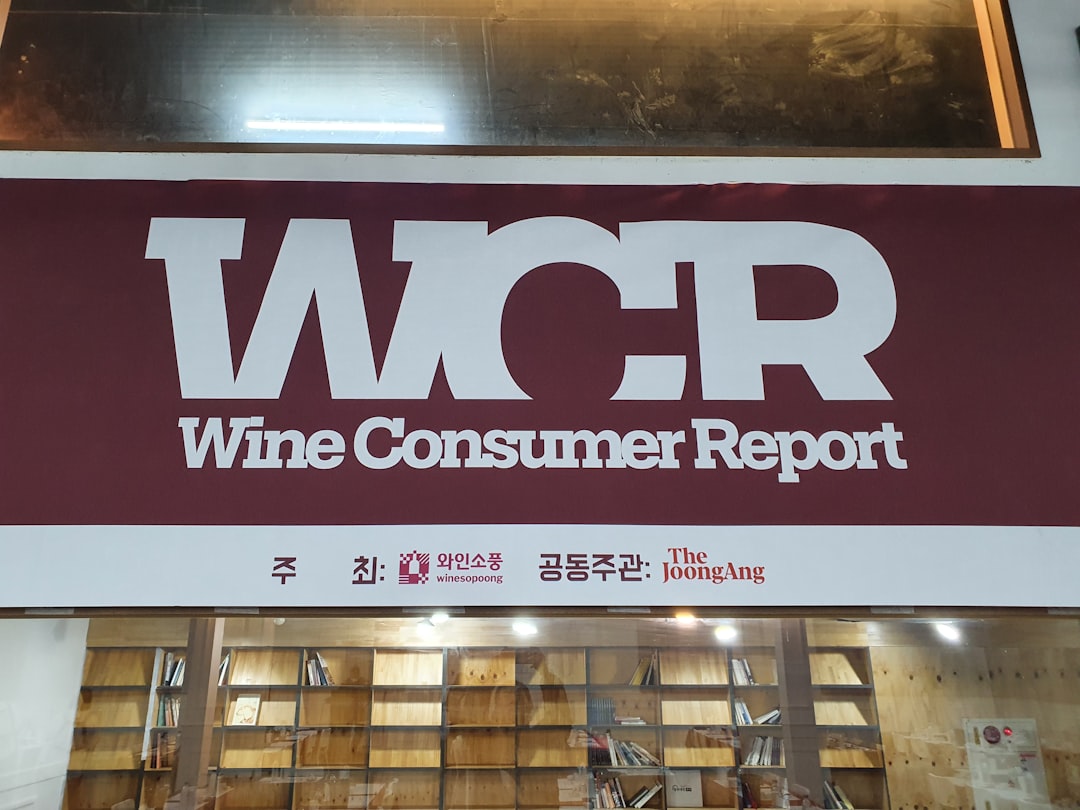 WCR
Wine Consumer Report
주 최: 와인소풍 winesopoong 공동주관: The JoongAng